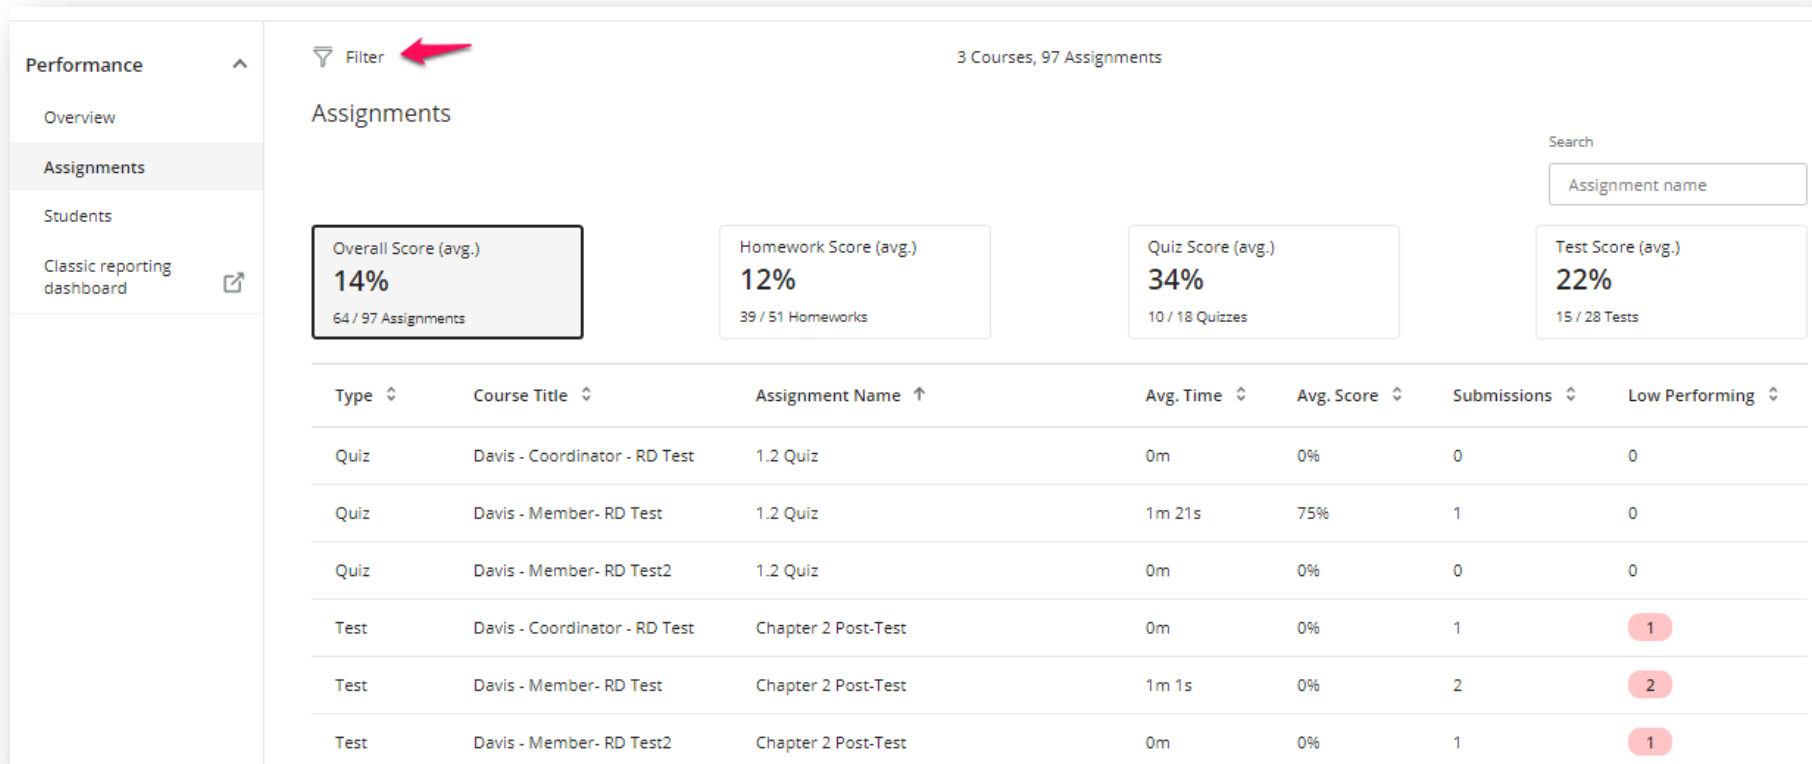 Performance
Overview
Assignments
Students
Classic reporting
dashboard
Filter
3 Courses, 97 Assignments
Assignments
Search
Assignment name
Overall Score (avg.)
14%
64 / 97 Assignments
Homework Score (avg.)
12%
39 / 51 Homeworks
Quiz Score (avg.)
34%
10 / 18 Quizzes
Test Score (avg.)
22%
15 / 28 Tests
Type Course Title Assignment Name Avg. Time Avg. Score Submissions Low Performing
Quiz Davis - Coordinator - RD Test 1.2 Quiz 0m 0% 0 0
Quiz Davis - Member- RD Test 1.2 Quiz 1m 21s 75% 1 0
Quiz Davis - Member- RD Test2 1.2 Quiz 0m 0% 0 0
Test Davis - Coordinator - RD Test Chapter 2 Post-Test 0m 0% 1 1
Test Davis - Member- RD Test Chapter 2 Post-Test 1m 1s 0% 2 2
Test Davis - Member- RD Test2 Chapter 2 Post-Test 0m 0% 1 1